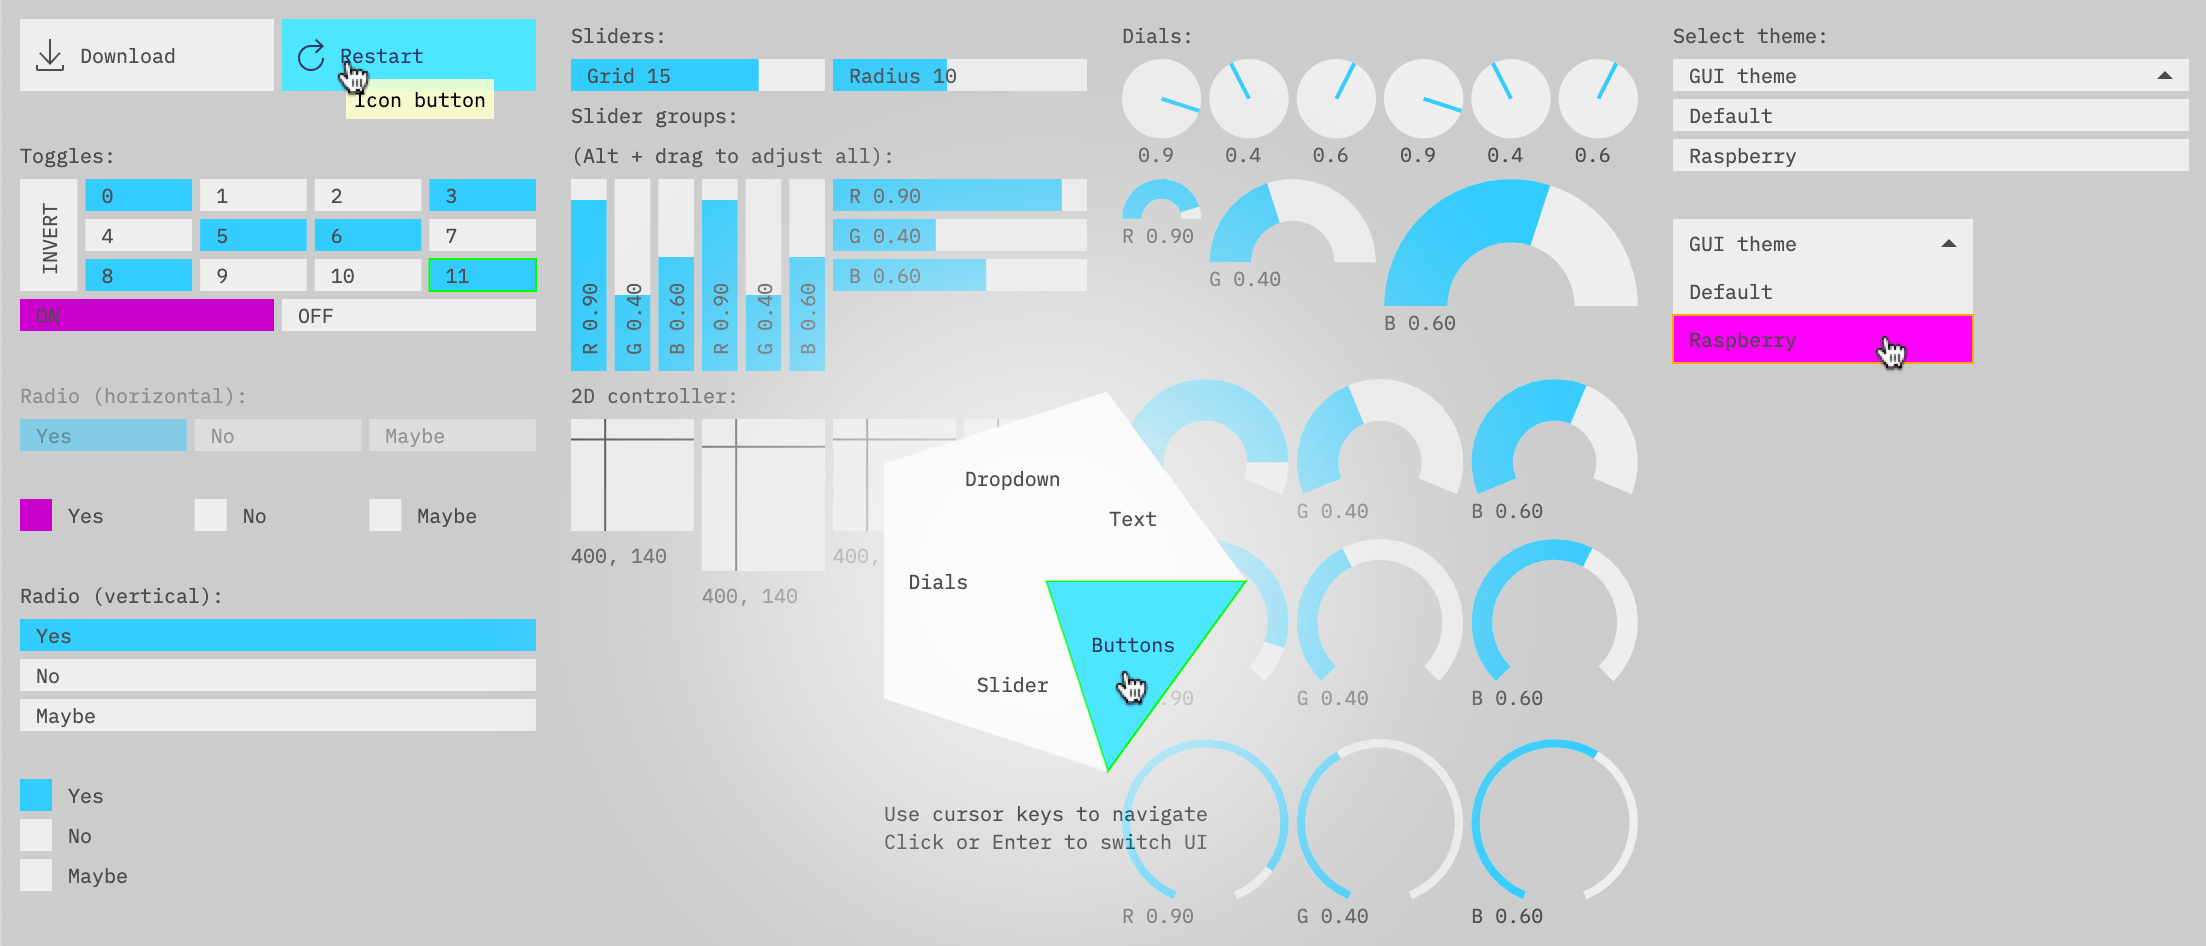 Download
Restart
Icon button
Toggles:
INVERT
0
1
2
3
4
5
6
7
8
9
10
11
ON
OFF
Radio (horizontal):
Yes
No
Maybe
Yes
No
Maybe
Radio (vertical):
Yes
No
Maybe
Yes
No
Maybe
Sliders:
Grid 15
Radius 10
Slider groups:
(Alt + drag to adjust all):
R 0.90
G 0.40
B 0.60
R 0.90
G 0.40
B 0.60
R 0.90
G 0.40
B 0.60
2D controller:
400, 140
400, 140
400,
Dropdown
Text
Dials
Buttons
Slider
Use cursor keys to navigate
Click or Enter to switch UI
Dials:
0.9
0.4
0.6
0.9
0.4
0.6
R 0.90
G 0.40
B 0.60
G 0.40
B 0.60
.90
G 0.40
B 0.60
R 0.90
G 0.40
B 0.60
Select theme:
GUI theme
Default
Raspberry
GUI theme
Default
Raspberry